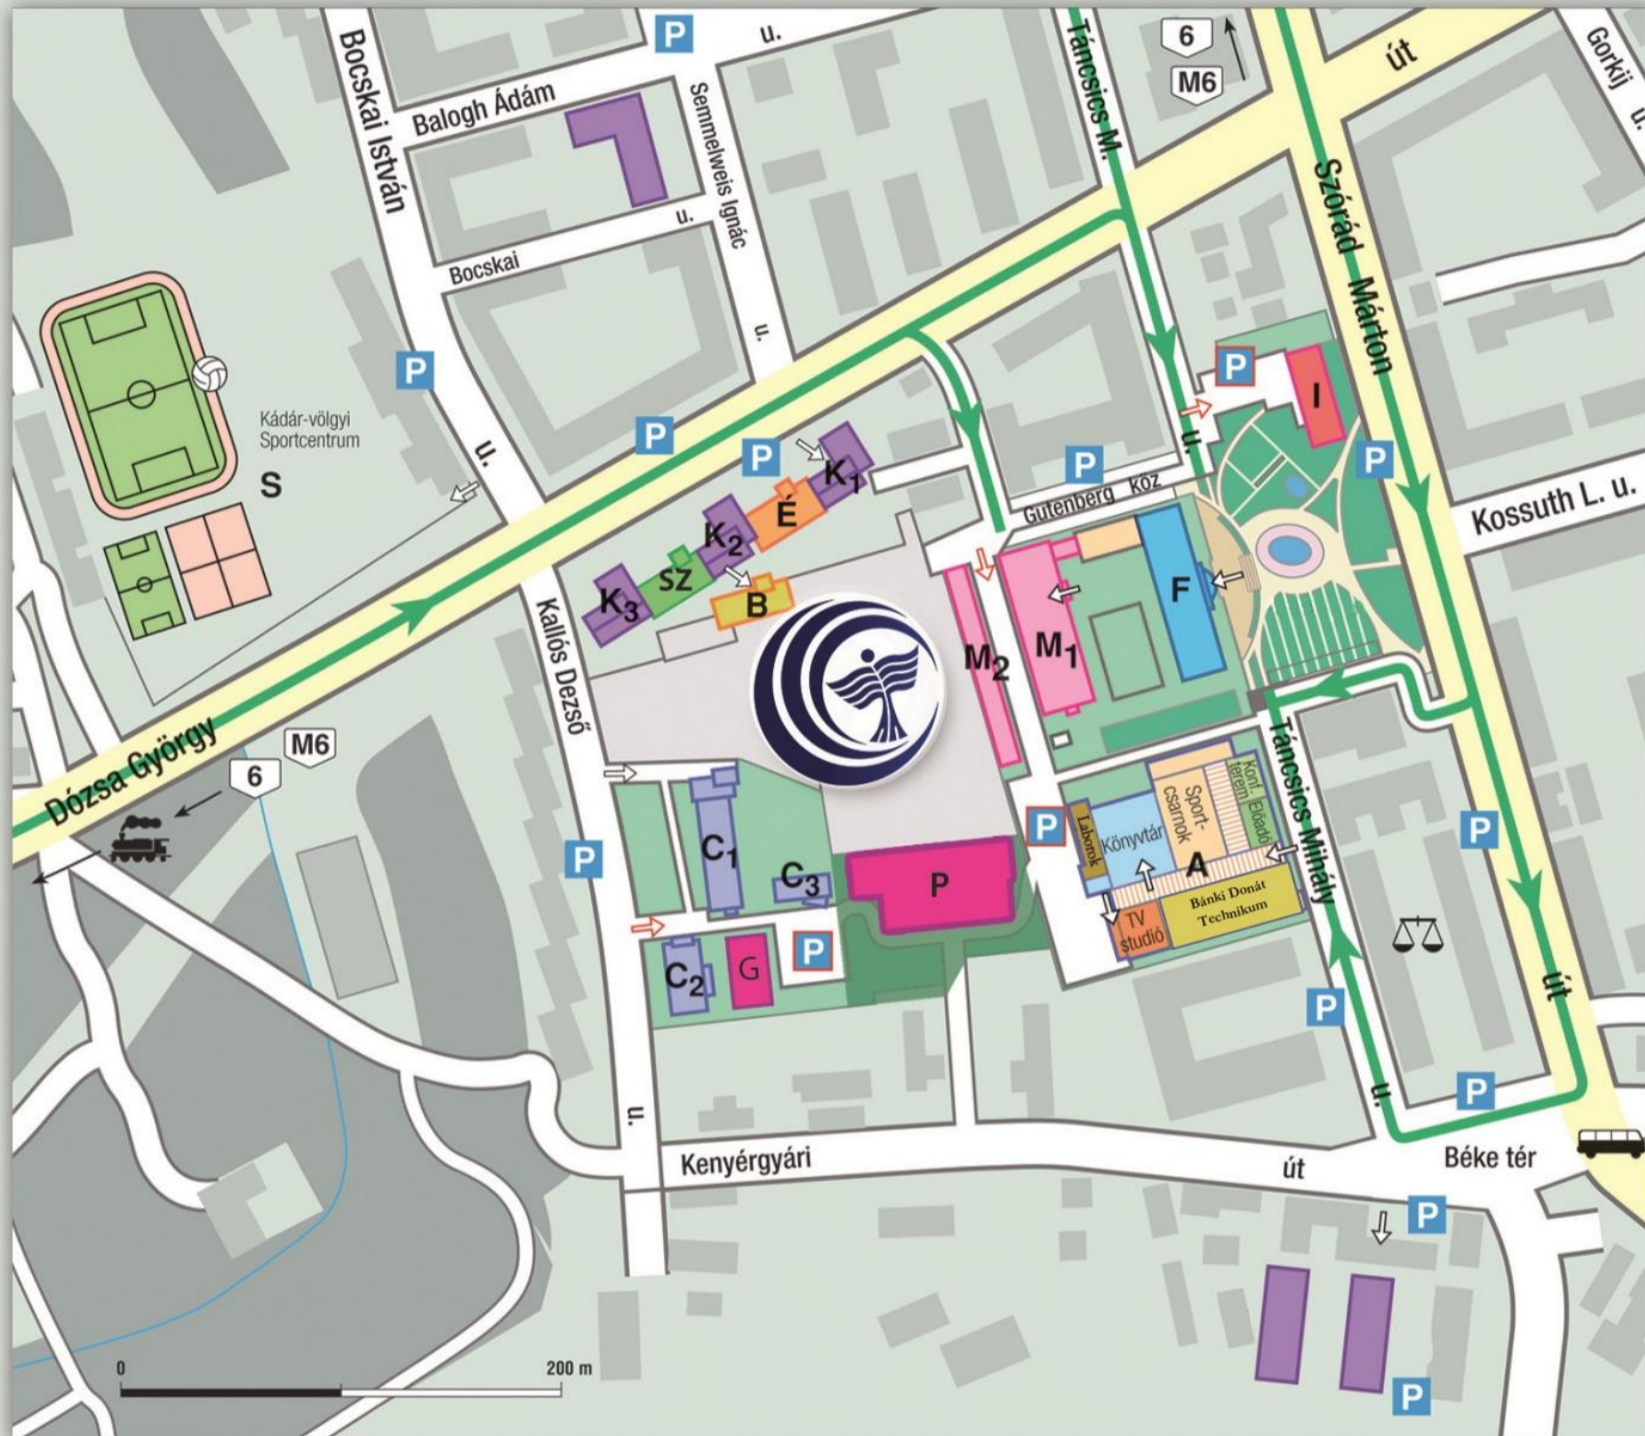 P
u.
Táncsics M.
6
M6
út
Gorkij
u.
Bocskai István
Balogh Ádám
Semmelweis Ignác
u.
Bocskai
u.
Szórád Márton
P
P
Kádár-völgyi
Sportcentrum
S
u.
P
P
K1
É
K2
SZ
B
K3
P
Gutenberg köz
u.
I
P
Kossuth L. u.
F
M1
M2
Kallós Dezső
Dózsa György
M6
6
Táncsics Mihály
Konf. Előadó
terem
Sport-
csarnok
Könyvtár
Laborok
A
Bánki Donát
Technikum
TV
studió
P
P
C1
C3
P
P
C2
G
P
P
P
út
u.
u.
P
Kenyérgyári
út
Béke tér
P
P
0
200 m